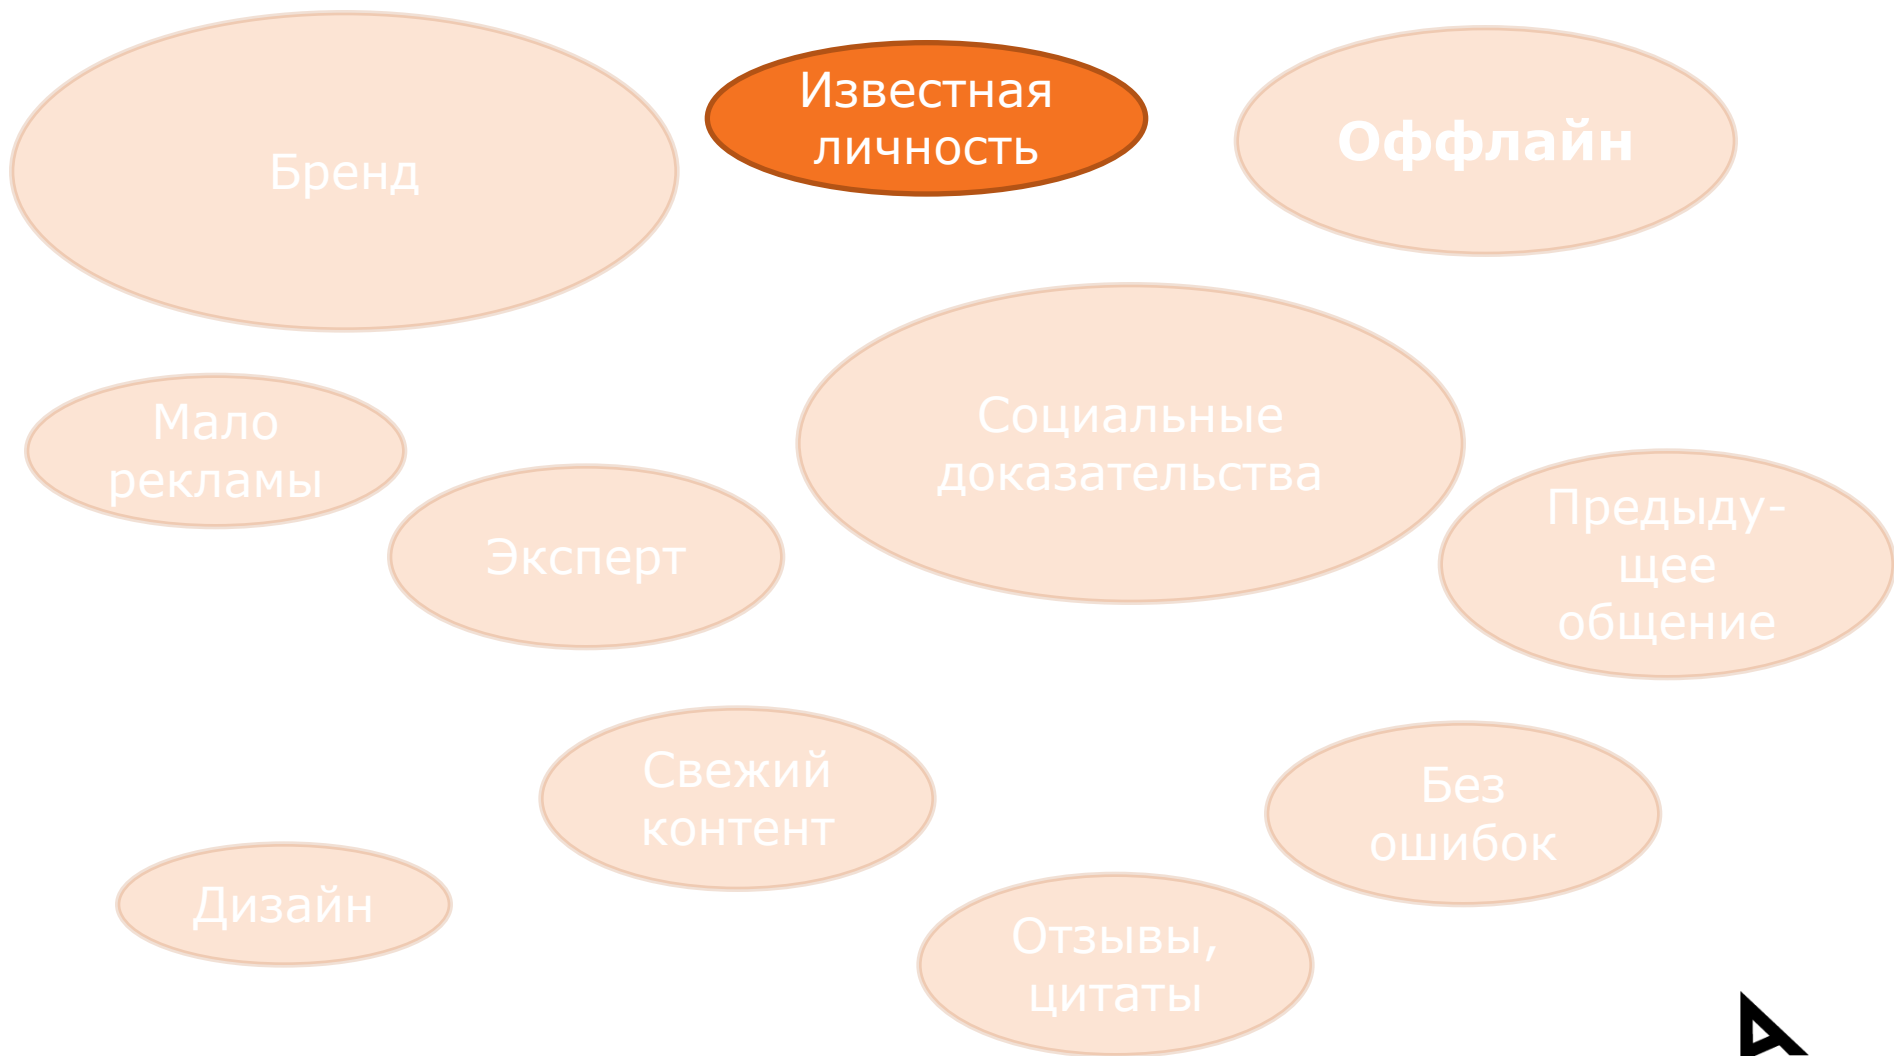 Бренд
Известная
личность
Оффлайн
Мало
рекламы
Эксперт
Социальные
доказательства
Предыду-
щее
общение
Свежий
контент
Без
ошибок
Дизайн
Отзывы,
цитаты